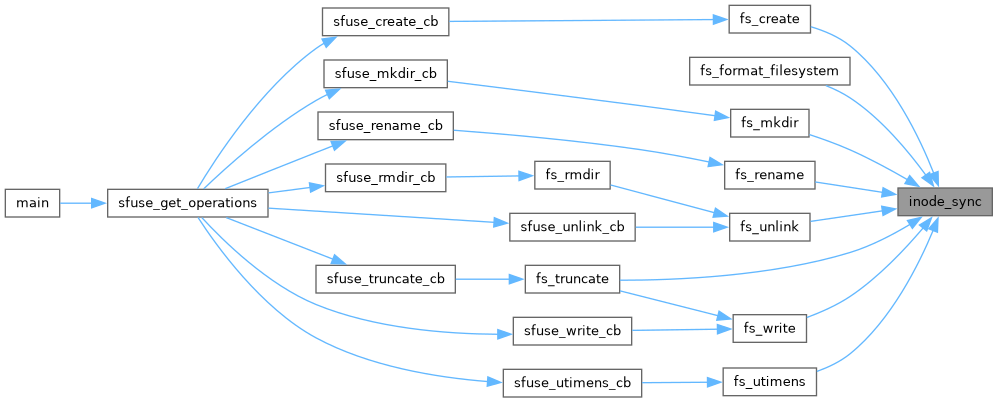 sfuse_create_cb
fs_create
sfuse_mkdir_cb
fs_format_filesystem
sfuse_rename_cb
fs_mkdir
sfuse_rmdir_cb
fs_rmdir
fs_rename
main
sfuse_get_operations
inode_sync
sfuse_unlink_cb
fs_unlink
sfuse_truncate_cb
fs_truncate
sfuse_write_cb
fs_write
sfuse_utimens_cb
fs_utimens